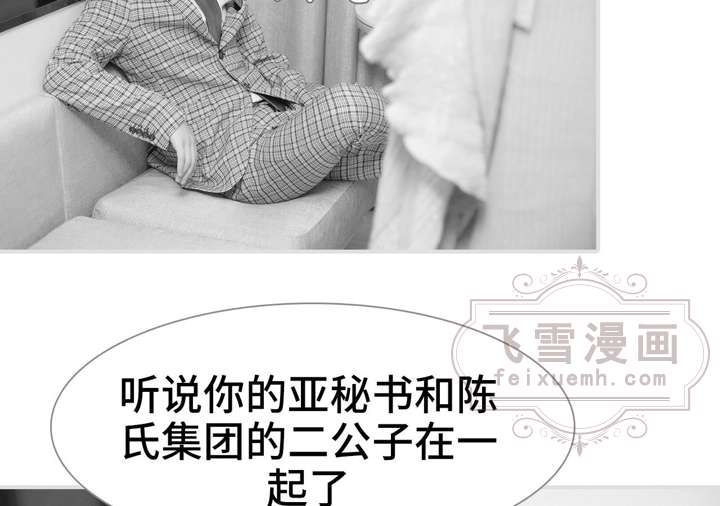 飞雪漫画
feixuemh.com
听说你的亚秘书和陈
氏集团的二公子在一
起了